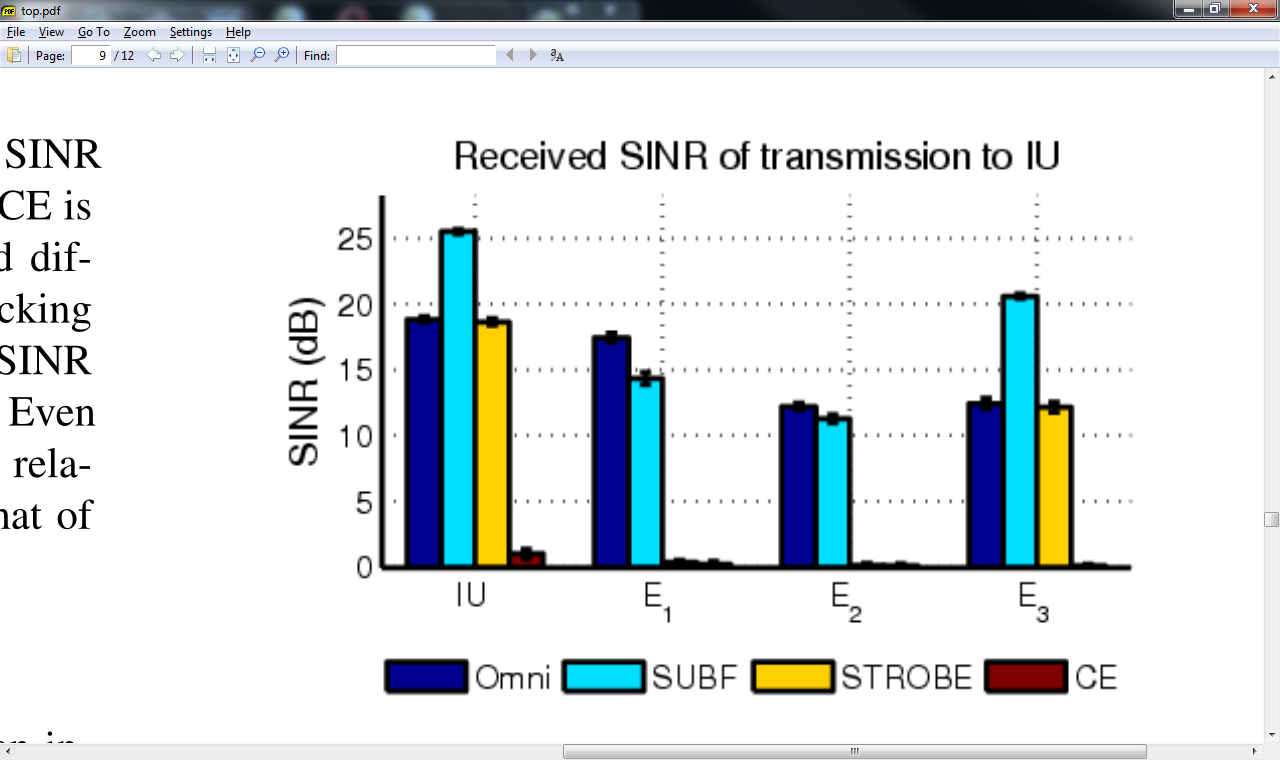 top.pdf
File View Go To Zoom Settings Help
Page: 9 / 12 Find:
SINR
CE is
d dif-
cking
SINR
Even
rela-
hat of
Received SINR of transmission to IU
SINR (dB)
25
20
15
10
5
0
IU E1 E2 E3
Omni SUBF STROBE CE